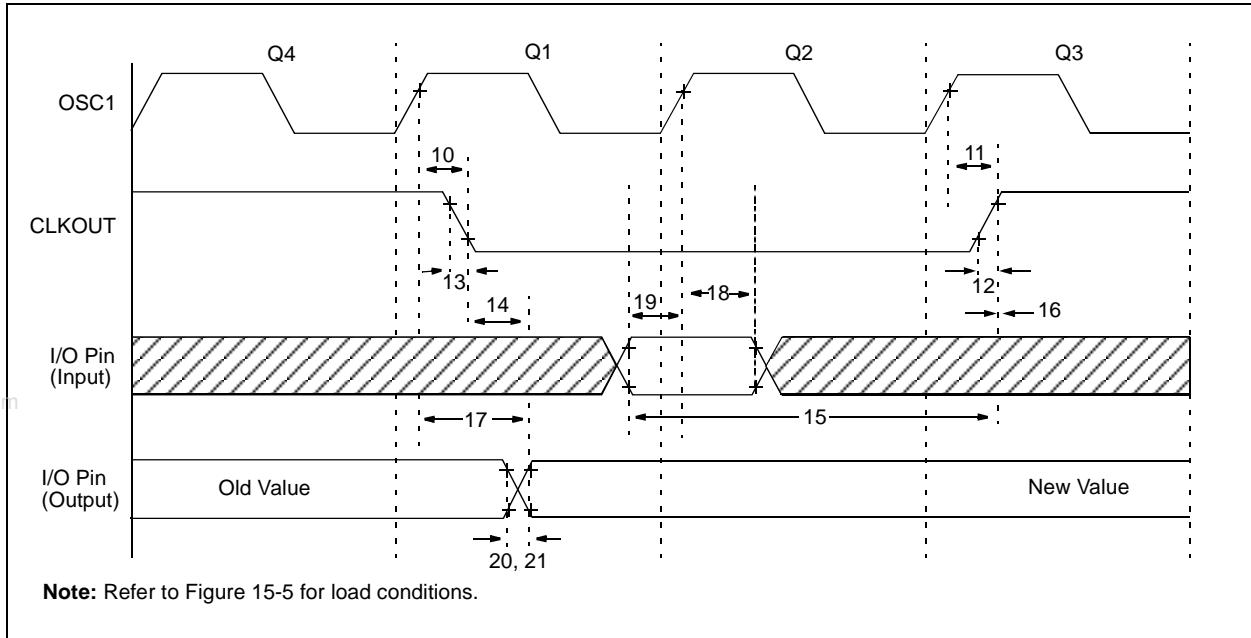 Q4 Q1 Q2 Q3
OSC1
10 11
CLKOUT
13 12
14 19 18 16
I/O Pin
(Input)
m
17 15
I/O Pin
(Output)
Old Value New Value
20, 21
Note: Refer to Figure 15-5 for load conditions.